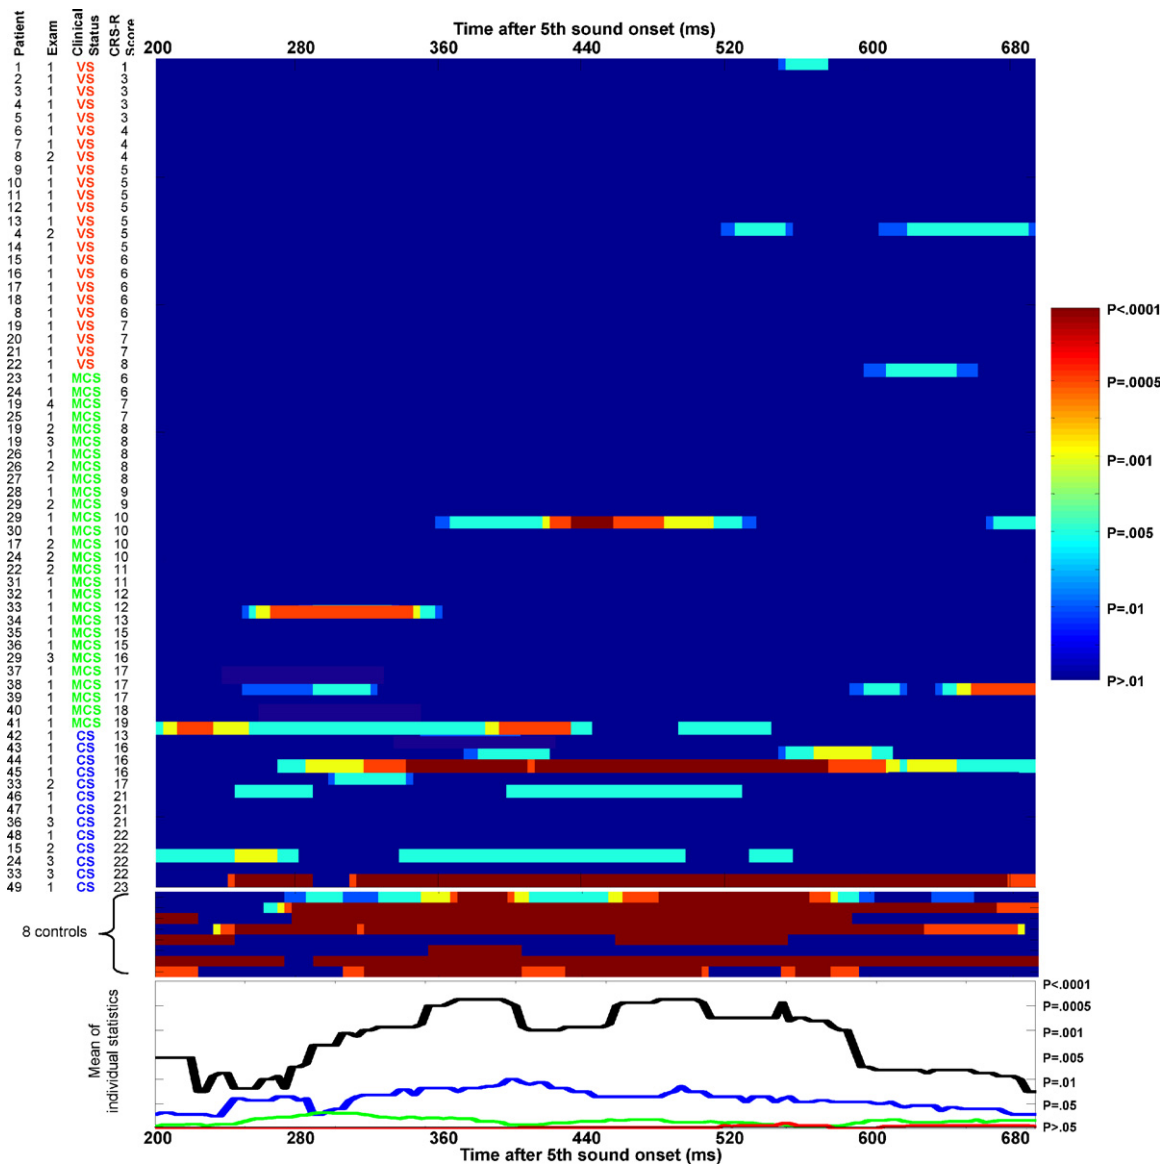 Patient Exam Clinical Status CRS-R Score
Time after 5th sound onset (ms)
200 280 360 440 520 600 680
1 1 VS 1
2 1 VS 3
3 1 VS 3
4 1 VS 3
5 1 VS 3
6 1 VS 4
7 1 VS 4
8 2 VS 4
9 1 VS 5
10 1 VS 5
11 1 VS 5
12 1 VS 5
13 1 VS 5
4 2 VS 5
14 1 VS 5
15 1 VS 6
16 1 VS 6
17 1 VS 6
18 1 VS 6
8 1 VS 6
19 1 VS 7
20 1 VS 7
21 1 VS 7
22 1 VS 8
23 1 MCS 6
24 1 MCS 6
19 4 MCS 7
25 1 MCS 7
19 2 MCS 8
19 3 MCS 8
26 1 MCS 8
26 2 MCS 8
27 1 MCS 8
28 1 MCS 9
29 2 MCS 9
29 1 MCS 10
30 1 MCS 10
17 2 MCS 10
24 2 MCS 10
22 2 MCS 11
31 1 MCS 11
32 1 MCS 12
33 1 MCS 12
34 1 MCS 13
35 1 MCS 15
36 1 MCS 15
29 3 MCS 16
37 1 MCS 17
38 1 MCS 17
39 1 MCS 17
40 1 MCS 18
41 1 MCS 19
42 1 CS 13
43 1 CS 16
44 1 CS 16
45 1 CS 16
33 2 CS 17
46 1 CS 21
47 1 CS 21
36 3 CS 21
48 1 CS 22
15 2 CS 22
24 3 CS 22
33 3 CS 22
49 1 CS 23
P<.0001
P=.0005
P=.001
P=.005
P=.01
P>.01
8 controls
Mean of
individual statistics
P<.0001
P=.0005
P=.001
P=.005
P=.01
P=.05
P>.05
200 280 360 440 520 600 680
Time after 5th sound onset (ms)